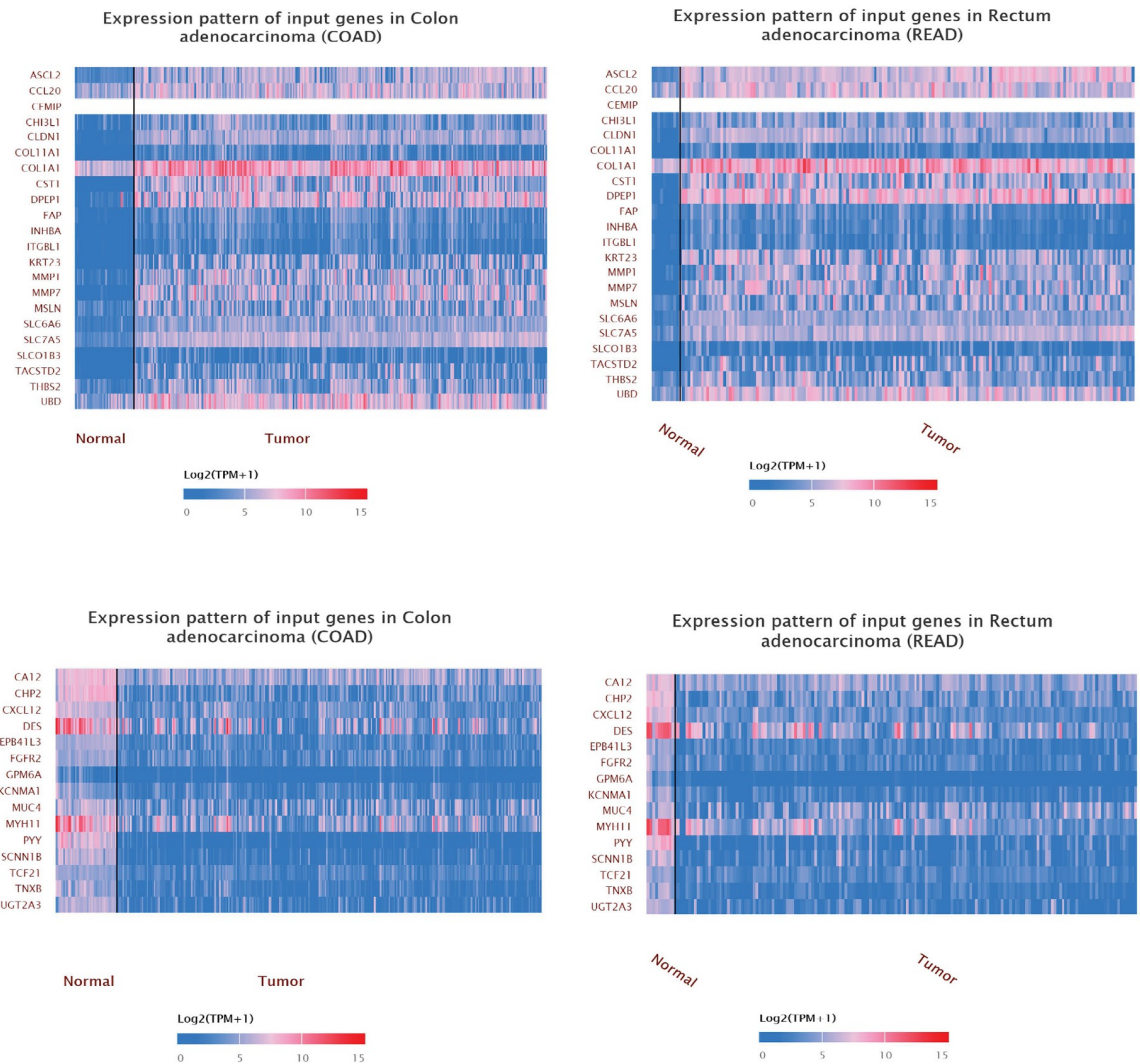 Expression pattern of input genes in Colon
adenocarcinoma (COAD)
ASCL2
CCL20
CEMIP
CHI3L1
CLDN1
COL11A1
COL1A1
CST1
DPEP1
FAP
INHBA
ITGBL1
KRT23
MMP1
MMP7
MSLN
SLC6A6
SLC7A5
SLCO1B3
TACSTD2
THBS2
UBD
Normal
Tumor
Log2(TPM+1)
0 5 10 15
Expression pattern of input genes in Rectum
adenocarcinoma (READ)
ASCL2
CCL20
CEMIP
CHI3L1
CLDN1
COL11A1
COL1A1
CST1
DPEP1
FAP
INHBA
ITGBL1
KRT23
MMP1
MMP7
MSLN
SLC6A6
SLC7A5
SLCO1B3
TACSTD2
THBS2
UBD
Normal
Tumor
Log2(TPM+1)
0 5 10 15
Expression pattern of input genes in Colon
adenocarcinoma (COAD)
CA12
CHP2
CXCL12
DES
EPB41L3
FGFR2
GPM6A
KCNMA1
MUC4
MYH11
PYY
SCNN1B
TCF21
TNXB
UGT2A3
Normal
Tumor
Log2(TPM+1)
0 5 10 15
Expression pattern of input genes in Rectum
adenocarcinoma (READ)
CA12
CHP2
CXCL12
DES
EPB41L3
FGFR2
GPM6A
KCNMA1
MUC4
MYH11
PYY
SCNN1B
TCF21
TNXB
UGT2A3
Normal
Tumor
Log2(TPM+1)
0 5 10 15